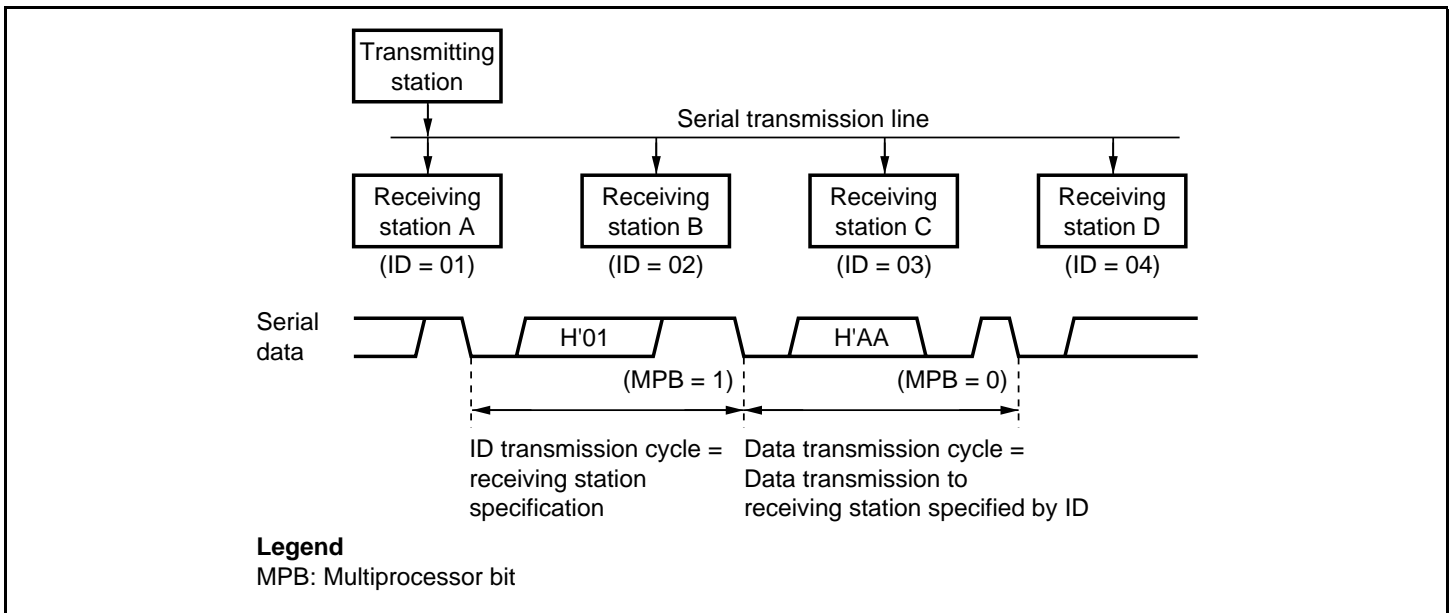 Transmitting
station
Serial transmission line
Receiving
station A
(ID = 01)
Receiving
station B
(ID = 02)
Receiving
station C
(ID = 03)
Receiving
station D
(ID = 04)
Serial
data
H'01
H'AA
(MPB = 1)
(MPB = 0)
ID transmission cycle =
receiving station
specification
Data transmission cycle =
Data transmission to
receiving station specified by ID
Legend
MPB: Multiprocessor bit